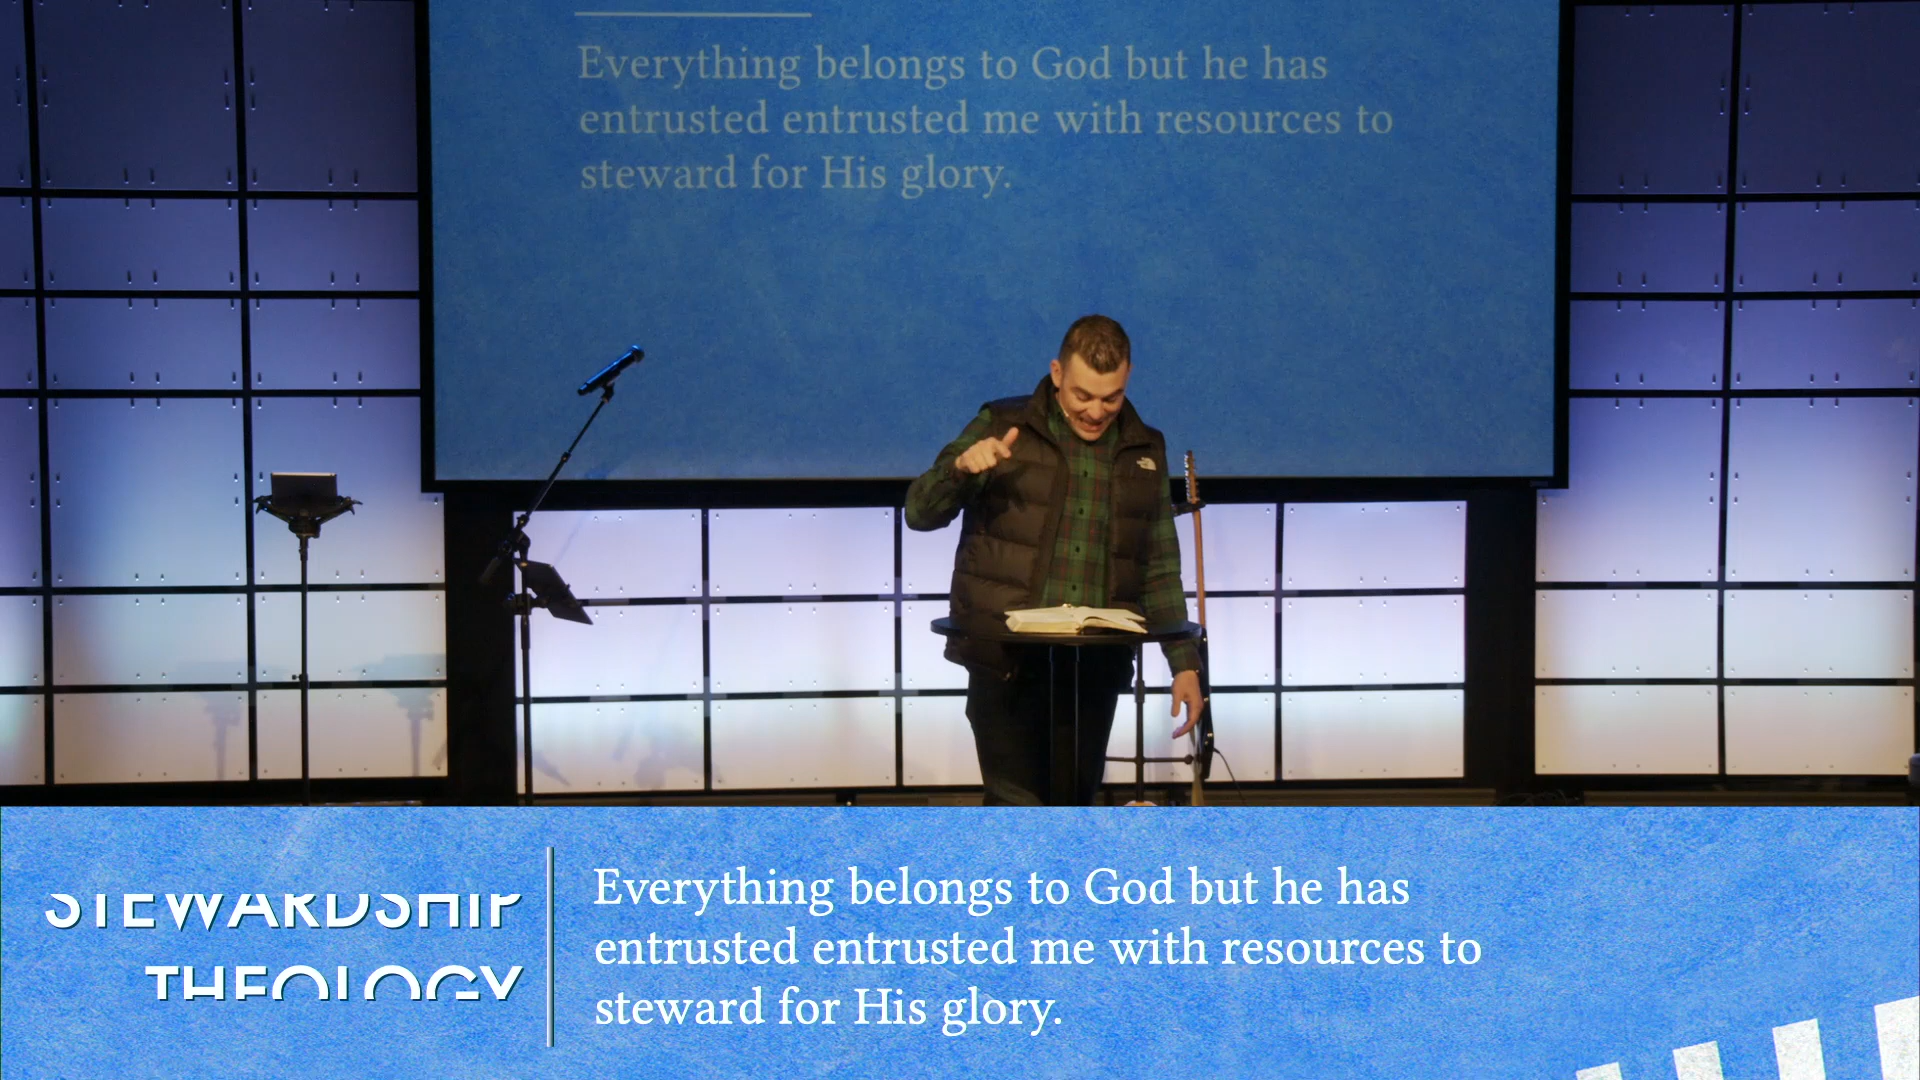 Everything belongs to God but he has
entrusted entrusted me with resources to
steward for His glory.
STEWARDSHIP
THEOLOGY
Everything belongs to God but he has
entrusted entrusted me with resources to
steward for His glory.